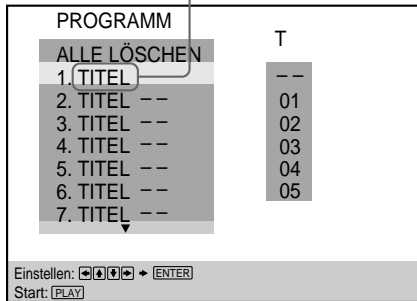 PROGRAMM
T
ALLE LÖSCHEN
1. TITEL – –
2. TITEL – – 01
3. TITEL – – 02
4. TITEL – – 03
5. TITEL – – 04
6. TITEL – – 05
7. TITEL – –
Einstellen: ENTER
Start: PLAY